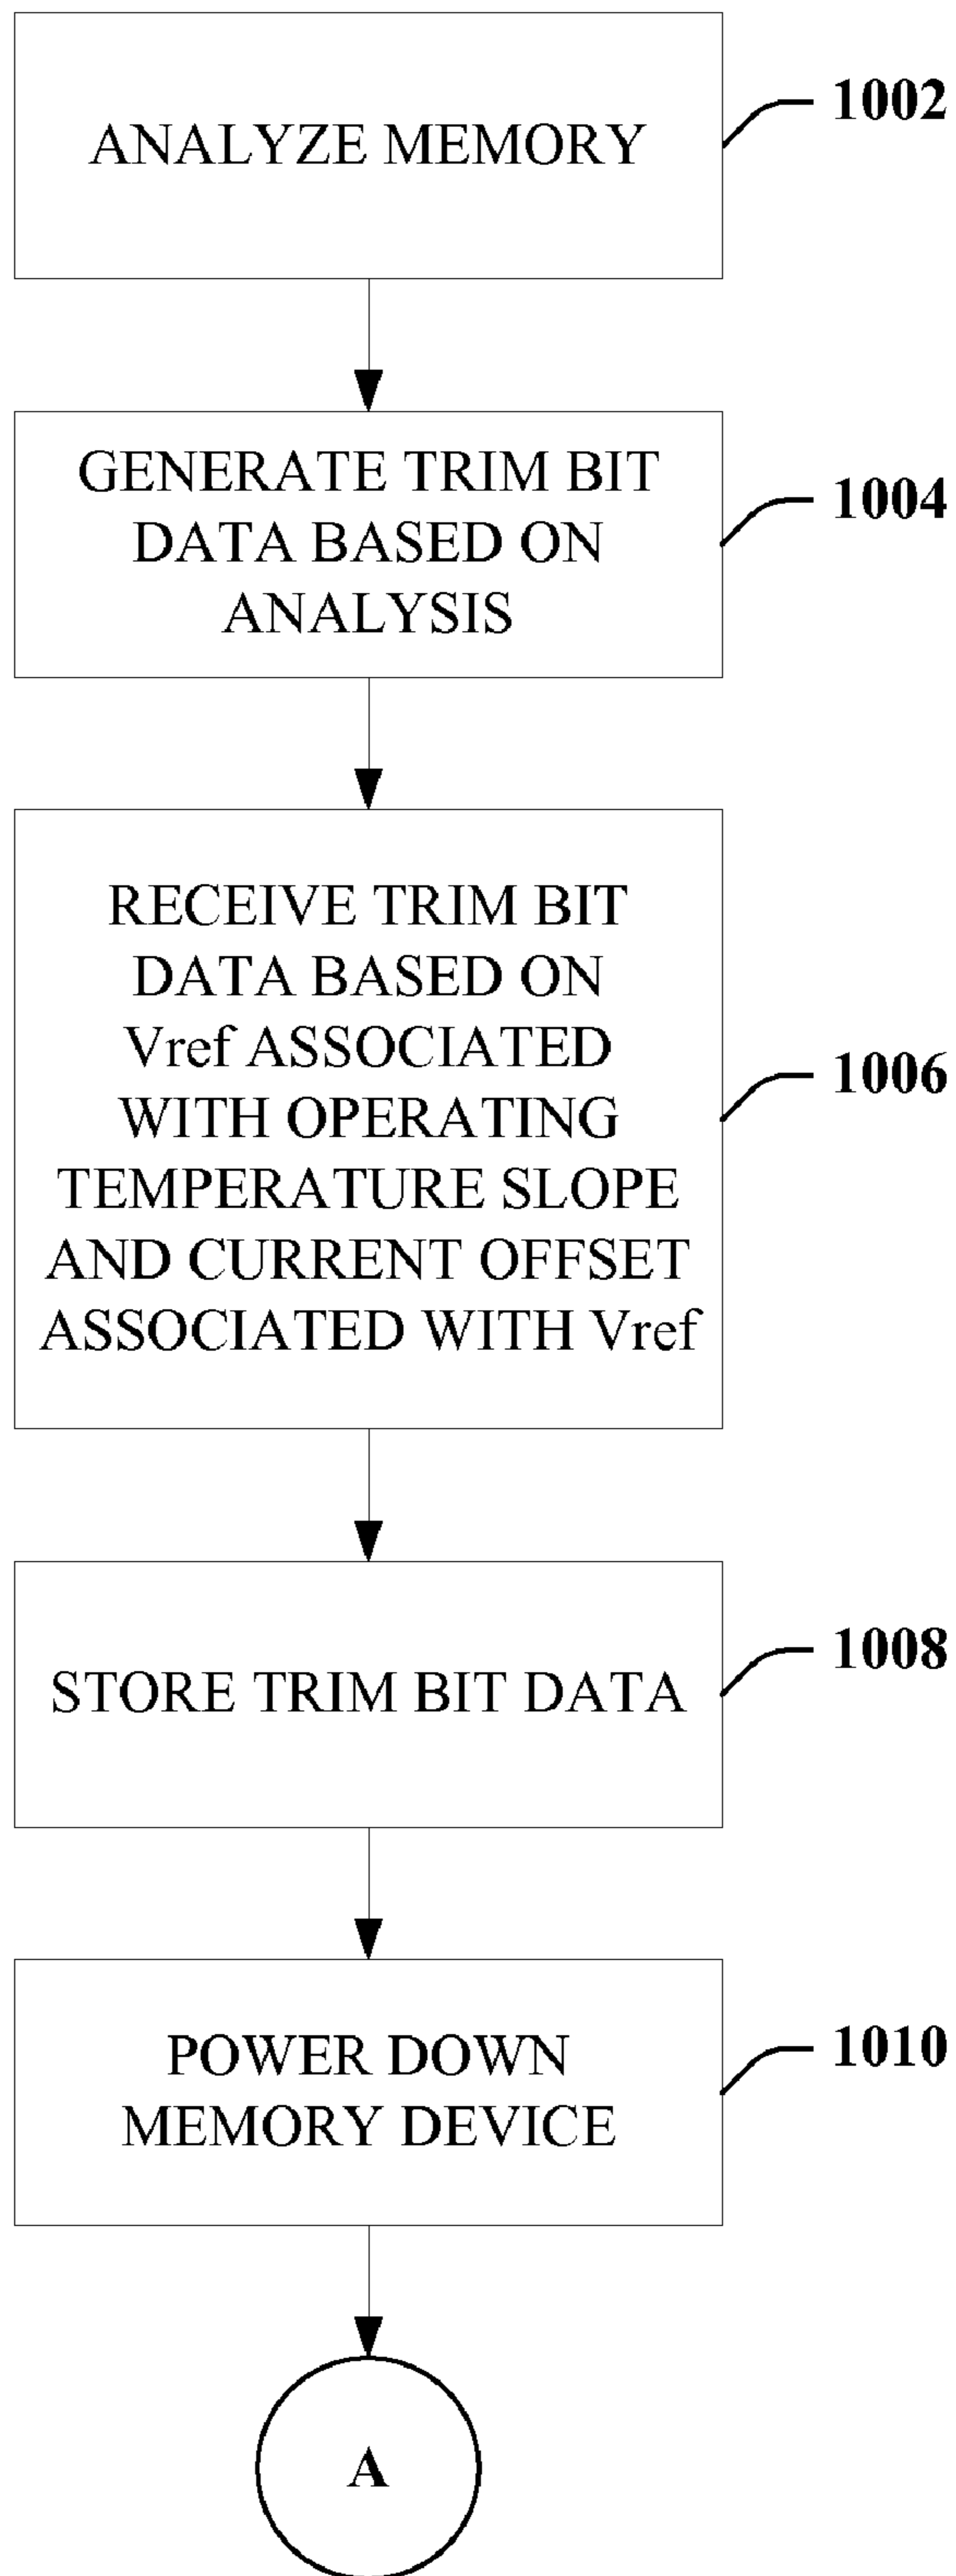 ANALYZE MEMORY
1002
GENERATE TRIM BIT
DATA BASED ON
ANALYSIS
1004
RECEIVE TRIM BIT
DATA BASED ON
Vref ASSOCIATED
WITH OPERATING
TEMPERATURE SLOPE
AND CURRENT OFFSET
ASSOCIATED WITH Vref
1006
STORE TRIM BIT DATA
1008
POWER DOWN
MEMORY DEVICE
1010
A